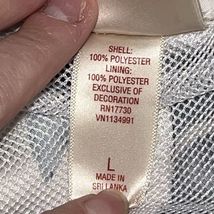 SHELL:
100% POLYESTER
LINING:
100% POLYESTER
EXCLUSIVE OF
DECORATION
RN17730
VN1134991
L
MADE IN
SRI LANKA